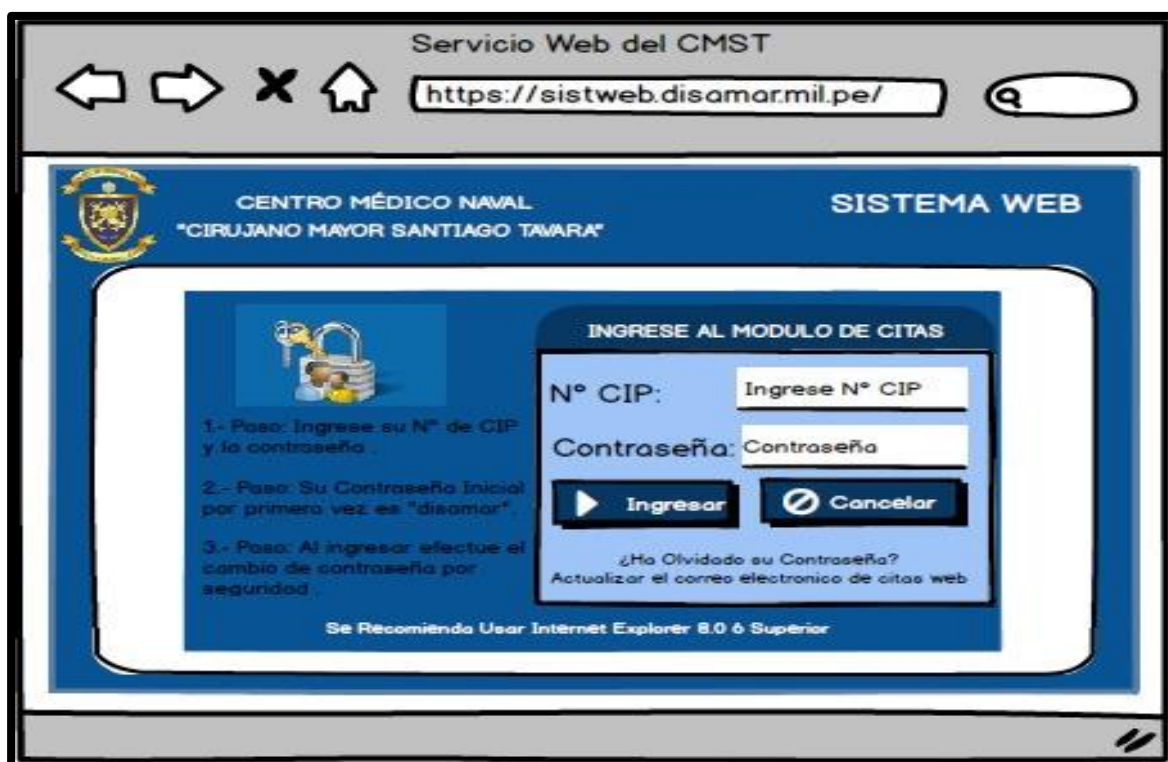 Servicio Web del CMST
https://sistweb.disamar.mil.pe/
CENTRO MÉDICO NAVAL
"CIRUJANO MAYOR SANTIAGO TAVARA"
SISTEMA WEB
INGRESE AL MODULO DE CITAS
1.- Paso: Ingrese su N° de CIP
y la contraseña .
2.- Paso: Su Contraseña Inicial
por primera vez es "disamar".
3.- Paso: Al ingresar efectue el
cambio de contraseña por
seguridad .
N° CIP: Ingrese N° CIP
Contraseña: Contraseña
Ingresar Cancelar
¿Ha Olvidado su Contraseña?
Actualizar el correo electronico de citas web
Se Recomienda Usar Internet Explorer 8.0 ó Superior